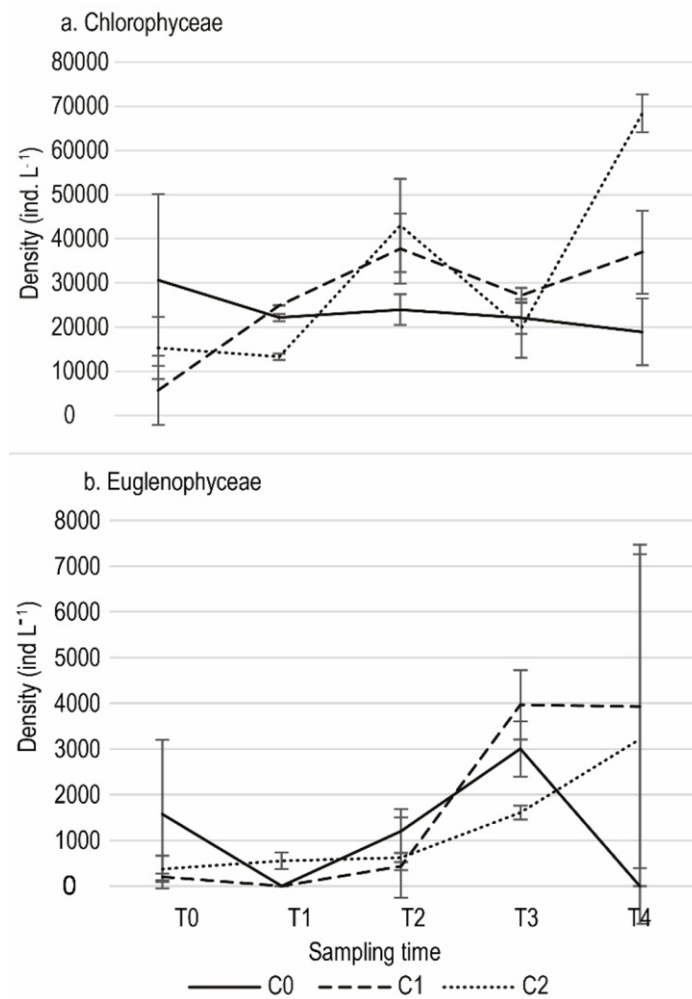 a. Chlorophyceae
80000
70000
60000
50000
40000
30000
20000
10000
0
Density (ind. L⁻¹)
b. Euglenophyceae
8000
7000
6000
5000
4000
3000
2000
1000
0
Density (ind L⁻¹)
T0 T1 T2 T3 T4
Sampling time
C0 C1 C2